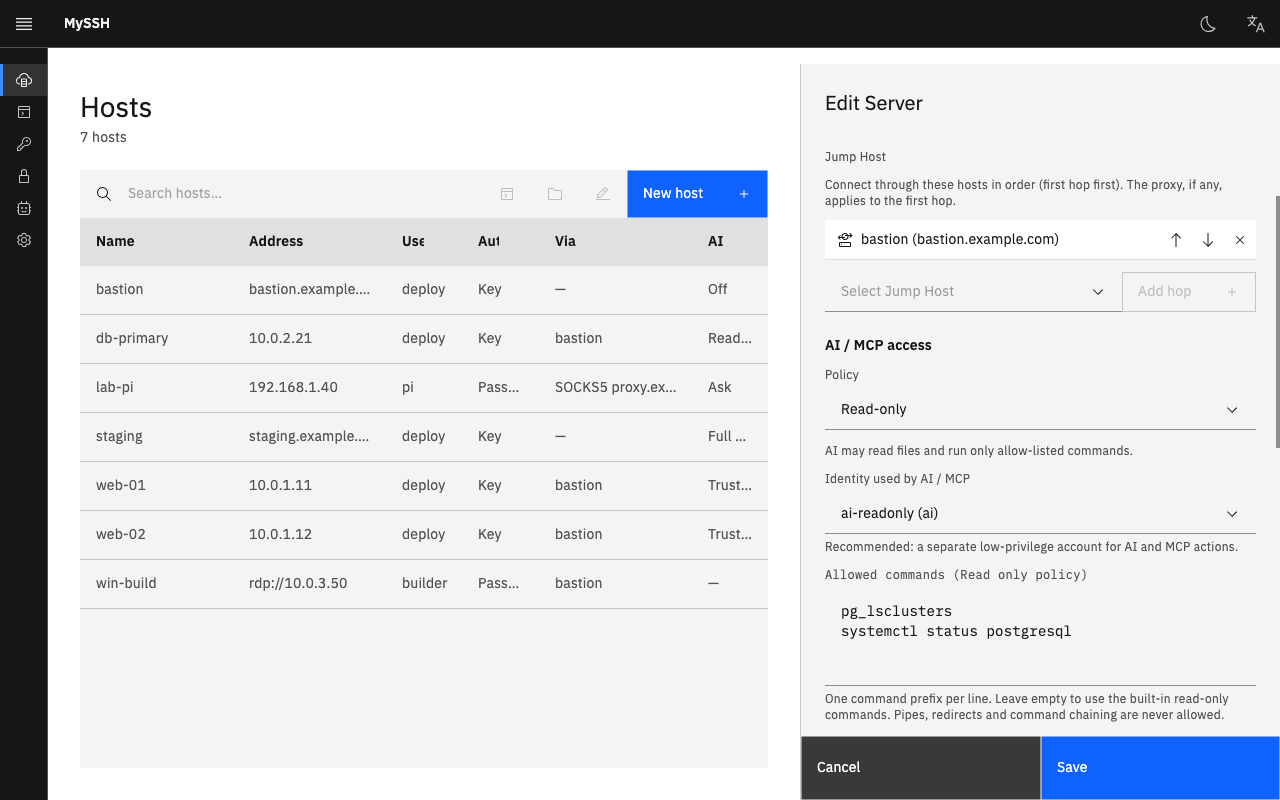 MySSH
Hosts
7 hosts
Search hosts...
New host
Name Address Use Aut Via AI
bastion bastion.example.... deploy Key — Off
db-primary 10.0.2.21 deploy Key bastion Read...
lab-pi 192.168.1.40 pi Pass... SOCKS5 proxy.ex... Ask
staging staging.example.... deploy Key — Full ...
web-01 10.0.1.11 deploy Key bastion Trust...
web-02 10.0.1.12 deploy Key bastion Trust...
win-build rdp://10.0.3.50 builder Pass... bastion —
Edit Server
Jump Host
Connect through these hosts in order (first hop first). The proxy, if any,
applies to the first hop.
bastion (bastion.example.com)
Select Jump Host
Add hop
AI / MCP access
Policy
Read-only
AI may read files and run only allow-listed commands.
Identity used by AI / MCP
ai-readonly (ai)
Recommended: a separate low-privilege account for AI and MCP actions.
Allowed commands (Read only policy)
pg_lsclusters
systemctl status postgresql
One command prefix per line. Leave empty to use the built-in read-only
commands. Pipes, redirects and command chaining are never allowed.
Cancel
Save